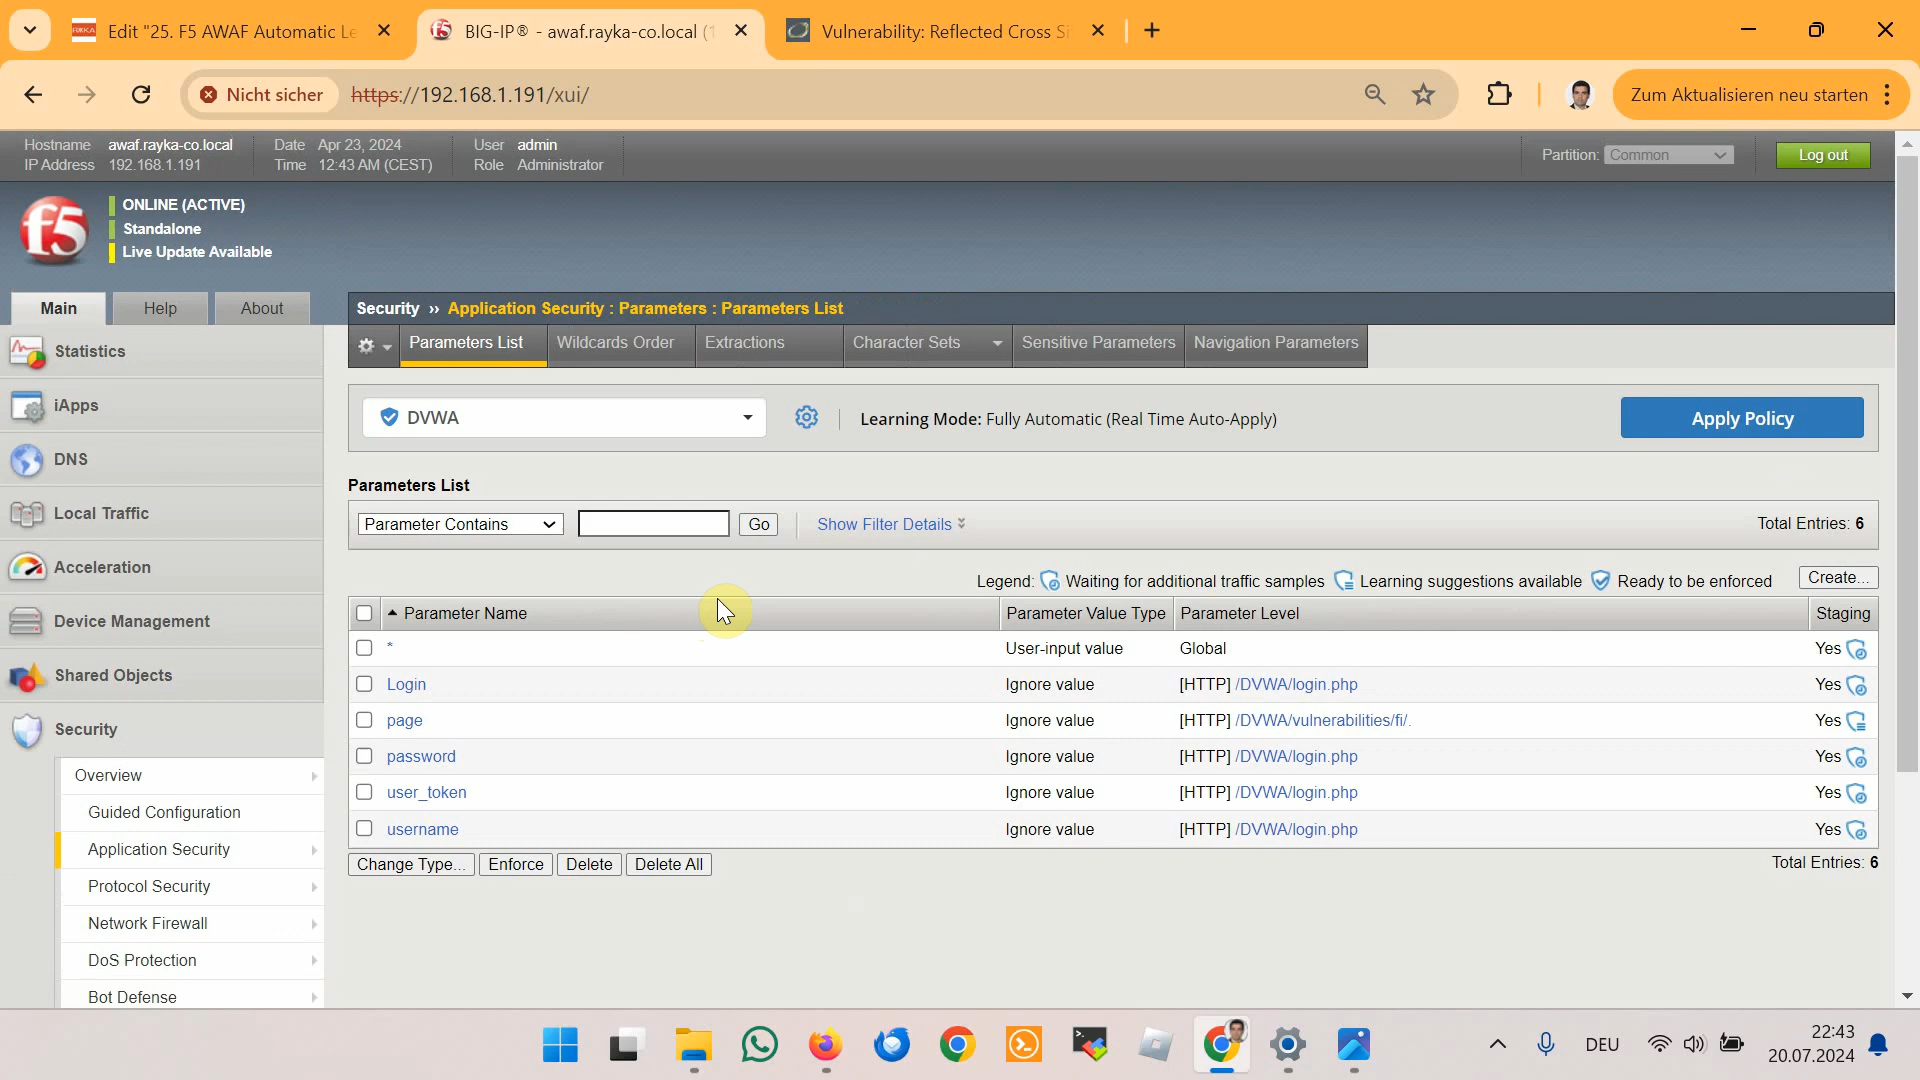 Edit "25. F5 AWAF Automatic Le
BIG-IP® - awaf.rayka-co.local (
Vulnerability: Reflected Cross Si
Nicht sicher
https://192.168.1.191/xui/
Zum Aktualisieren neu starten
Hostname awaf.rayka-co.local
IP Address 192.168.1.191
Date Apr 23, 2024
Time 12:43 AM (CEST)
User admin
Role Administrator
Partition: Common
Log out
f5
ONLINE (ACTIVE)
Standalone
Live Update Available
Main
Help
About
Security ›› Application Security : Parameters : Parameters List
Parameters List
Wildcards Order
Extractions
Character Sets
Sensitive Parameters
Navigation Parameters
Statistics
iApps
DNS
Local Traffic
Acceleration
Device Management
Shared Objects
Security
Overview
Guided Configuration
Application Security
Protocol Security
Network Firewall
DoS Protection
Bot Defense
DVWA
Learning Mode: Fully Automatic (Real Time Auto-Apply)
Apply Policy
Parameters List
Parameter Contains
Go
Show Filter Details
Total Entries: 6
Legend: Waiting for additional traffic samples Learning suggestions available Ready to be enforced
Create...
Parameter Name Parameter Value Type Parameter Level Staging
* User-input value Global Yes
Login Ignore value [HTTP] /DVWA/login.php Yes
page Ignore value [HTTP] /DVWA/vulnerabilities/fi/. Yes
password Ignore value [HTTP] /DVWA/login.php Yes
user_token Ignore value [HTTP] /DVWA/login.php Yes
username Ignore value [HTTP] /DVWA/login.php Yes
Change Type...
Enforce
Delete
Delete All
Total Entries: 6
DEU
22:43
20.07.2024